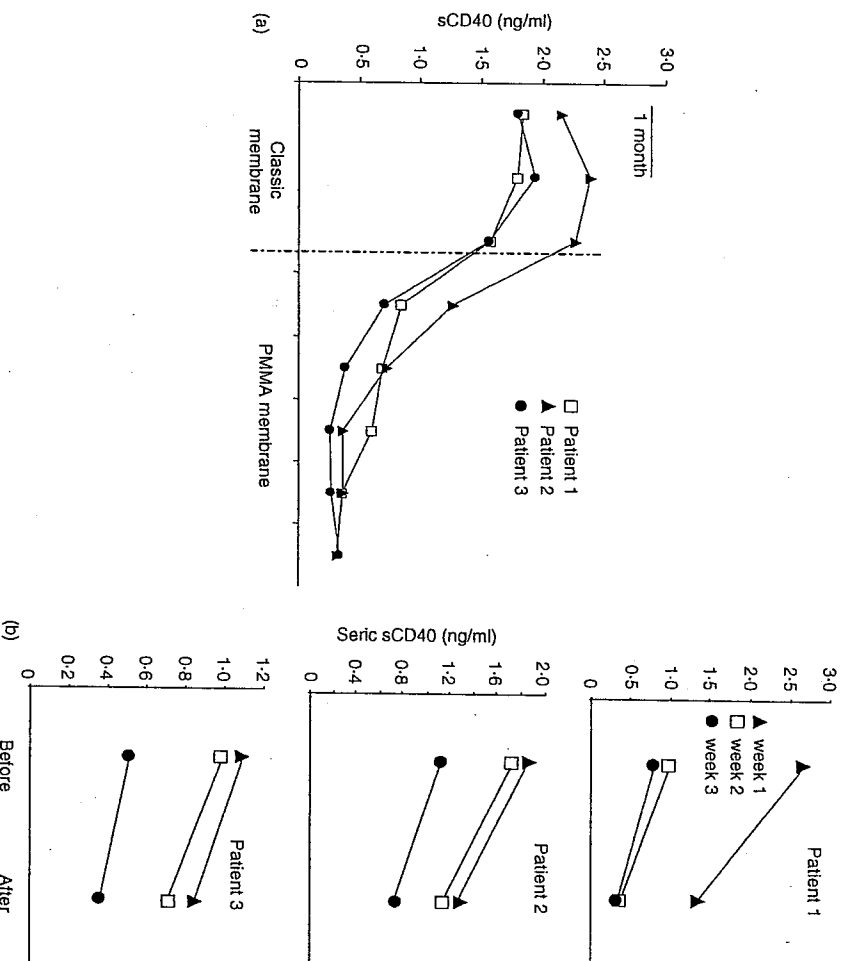 sCD40 (ng/ml)
3·0
2·5
2·0
1·5
1·0
0·5
0
1 month
Patient 1
Patient 2
Patient 3
Classic
membrane
PMMA membrane
(a)
Seric sCD40 (ng/ml)
3·0
2·5
2·0
1·5
1·0
0·5
0
Patient 1
week 1
week 2
week 3
2·0
1·6
1·2
0·8
0·4
0
Patient 2
1·2
1·0
0·8
0·6
0·4
0·2
0
Patient 3
Before
After
(b)